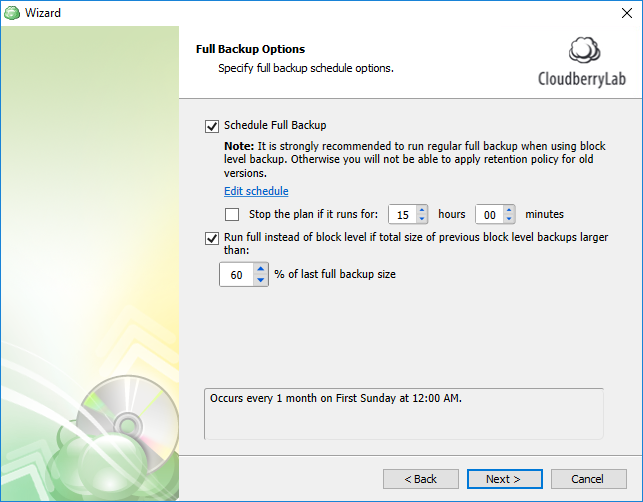 Wizard
Full Backup Options
Specify full backup schedule options.
CloudberryLab
Schedule Full Backup
Note: It is strongly recommended to run regular full backup when using block
level backup. Otherwise you will not be able to apply retention policy for old
versions.
Edit schedule
Stop the plan if it runs for: 15 hours 00 minutes
Run full instead of block level if total size of previous block level backups larger
than:
60 % of last full backup size
Occurs every 1 month on First Sunday at 12:00 AM.
< Back Next > Cancel